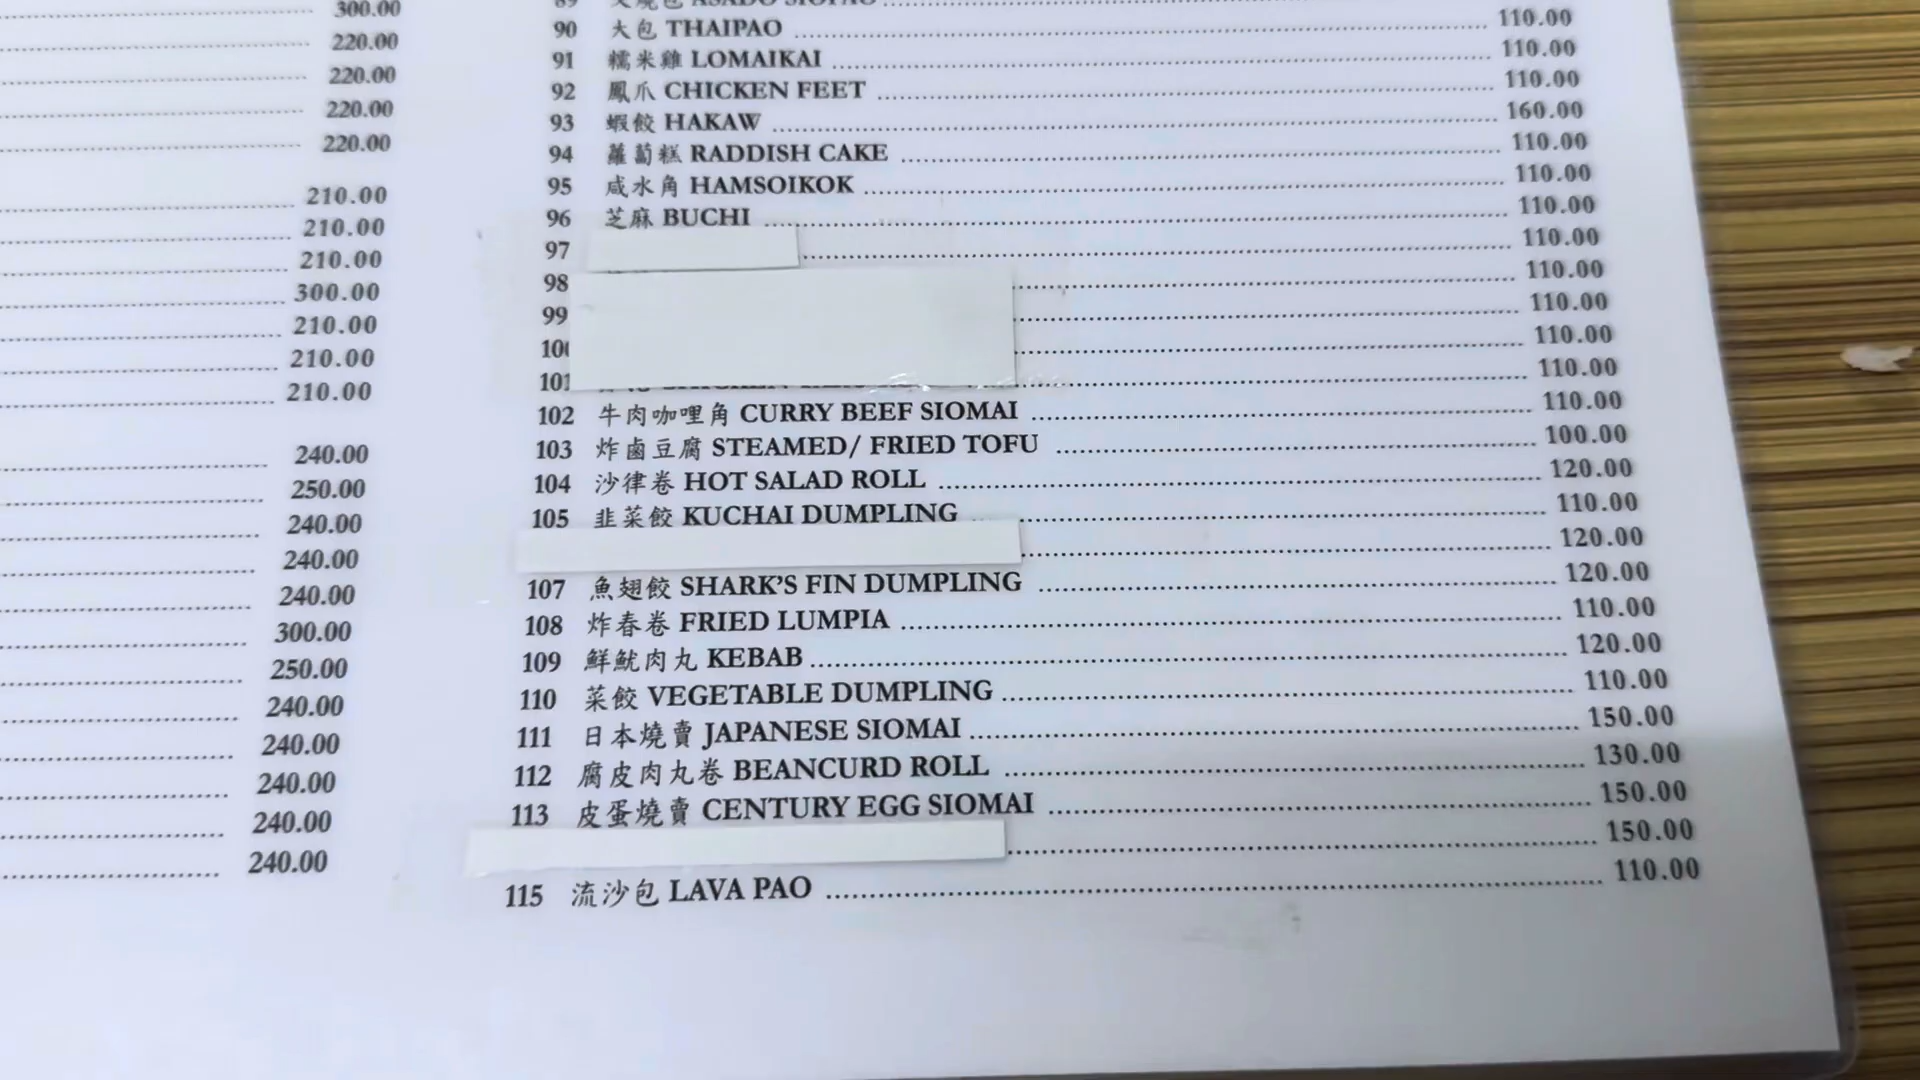 300.00
220.00
220.00
220.00
220.00
210.00
210.00
210.00
300.00
210.00
210.00
210.00
240.00
250.00
240.00
240.00
240.00
300.00
250.00
240.00
240.00
240.00
240.00
240.00
90 大包 THAIPAO 110.00
91 糯米雞 LOMAIKAI 110.00
92 鳳爪 CHICKEN FEET 110.00
93 蝦餃 HAKAW 160.00
94 蘿蔔糕 RADDISH CAKE 110.00
95 咸水角 HAMSOIKOK 110.00
96 芝麻 BUCHI 110.00
97 110.00
98 110.00
99 110.00
100 110.00
101 110.00
102 牛肉咖哩角 CURRY BEEF SIOMAI 110.00
103 炸鹵豆腐 STEAMED/ FRIED TOFU 100.00
104 沙律卷 HOT SALAD ROLL 120.00
105 韭菜餃 KUCHAI DUMPLING 110.00
120.00
107 魚翅餃 SHARK'S FIN DUMPLING 120.00
108 炸春卷 FRIED LUMPIA 110.00
109 鮮魷肉丸 KEBAB 120.00
110 菜餃 VEGETABLE DUMPLING 110.00
111 日本燒賣 JAPANESE SIOMAI 150.00
112 腐皮肉丸卷 BEANCURD ROLL 130.00
113 皮蛋燒賣 CENTURY EGG SIOMAI 150.00
150.00
115 流沙包 LAVA PAO 110.00